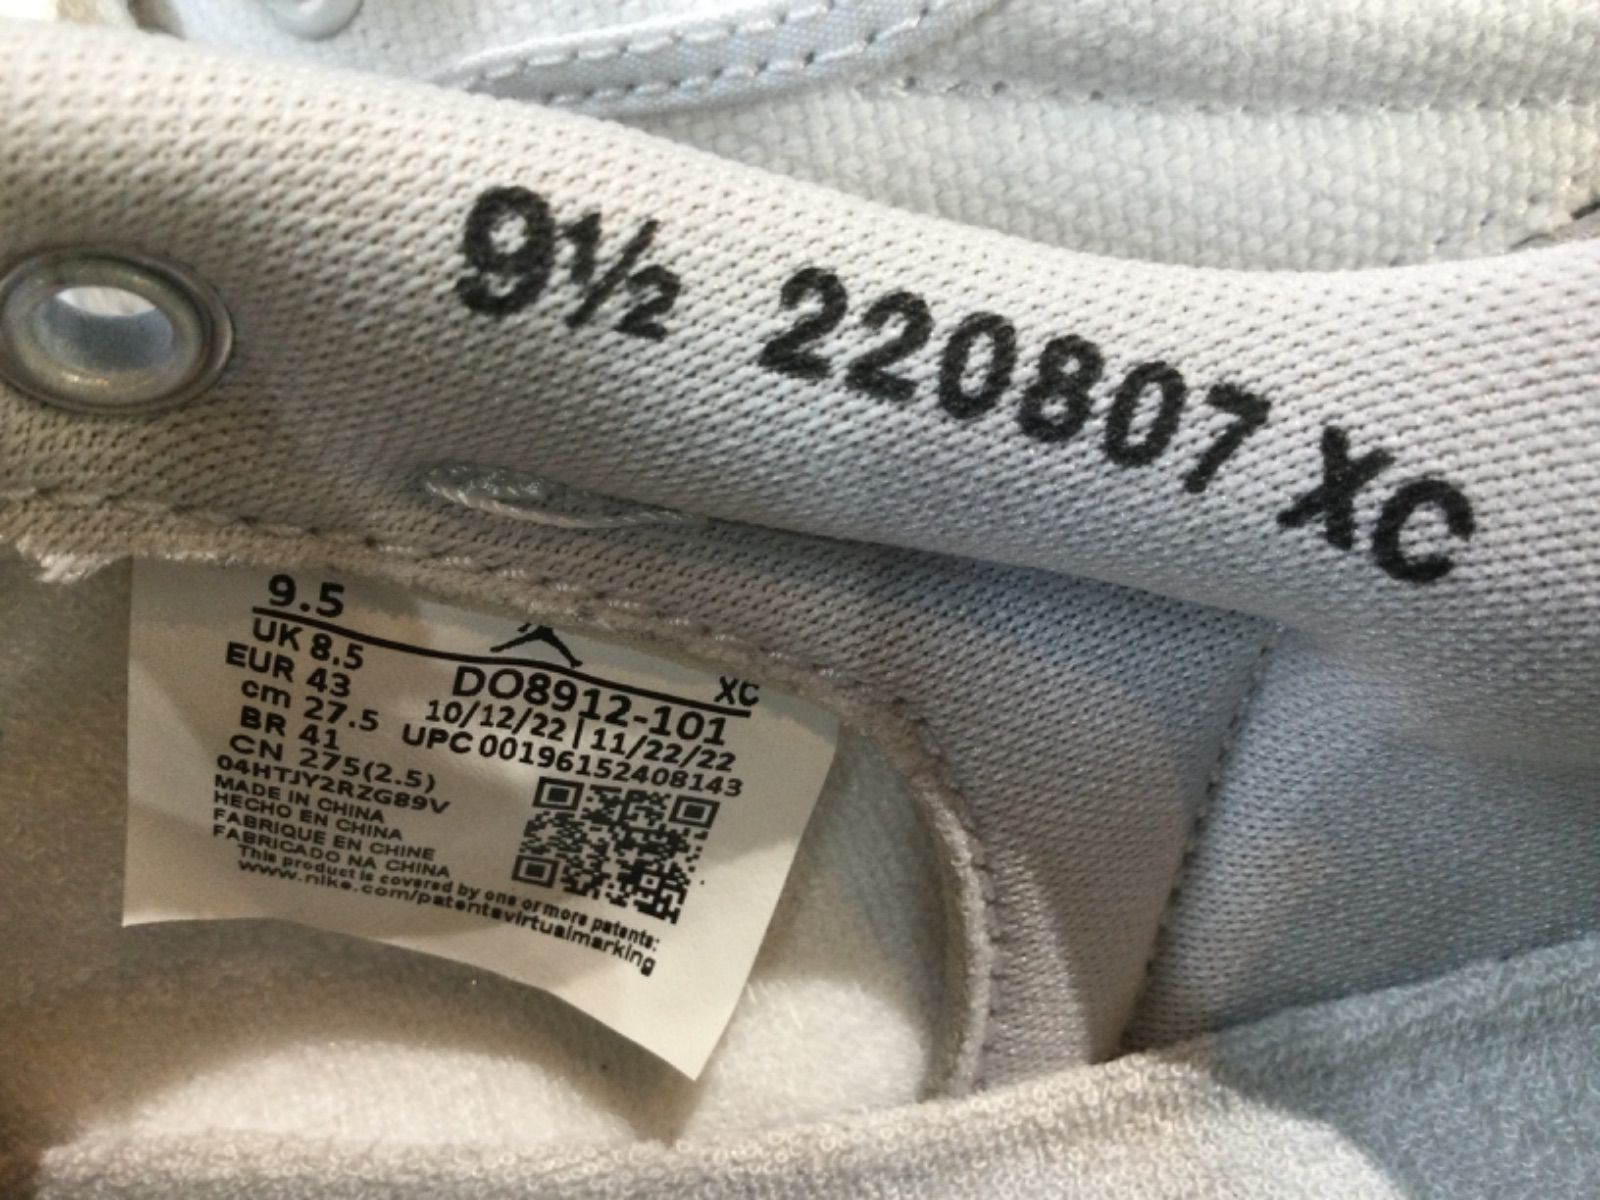 9½ 220807 XC
9.5
UK 8.5
EUR 43
cm 27.5
BR 41
CN 275(2.5)
04HTJY2RZG89V
MADE IN CHINA
HECHO EN CHINA
FABRIQUE EN CHINE
FABRICADO NA CHINA
This product is covered by one or more patents:
www.nike.com/patentsvirtualmarking
XC
DO8912-101
10/12/22 | 11/22/22
UPC 00196152408143